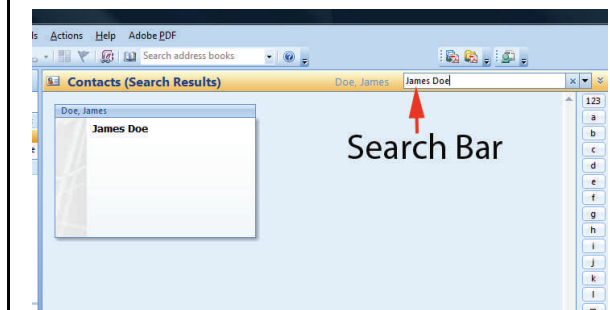 Actions Help Adobe PDF
Search address books
Contacts (Search Results) Doe, James James Doe
Doe, James
James Doe
Search Bar
123
a
b
c
d
e
f
g
h
i
j
k
l